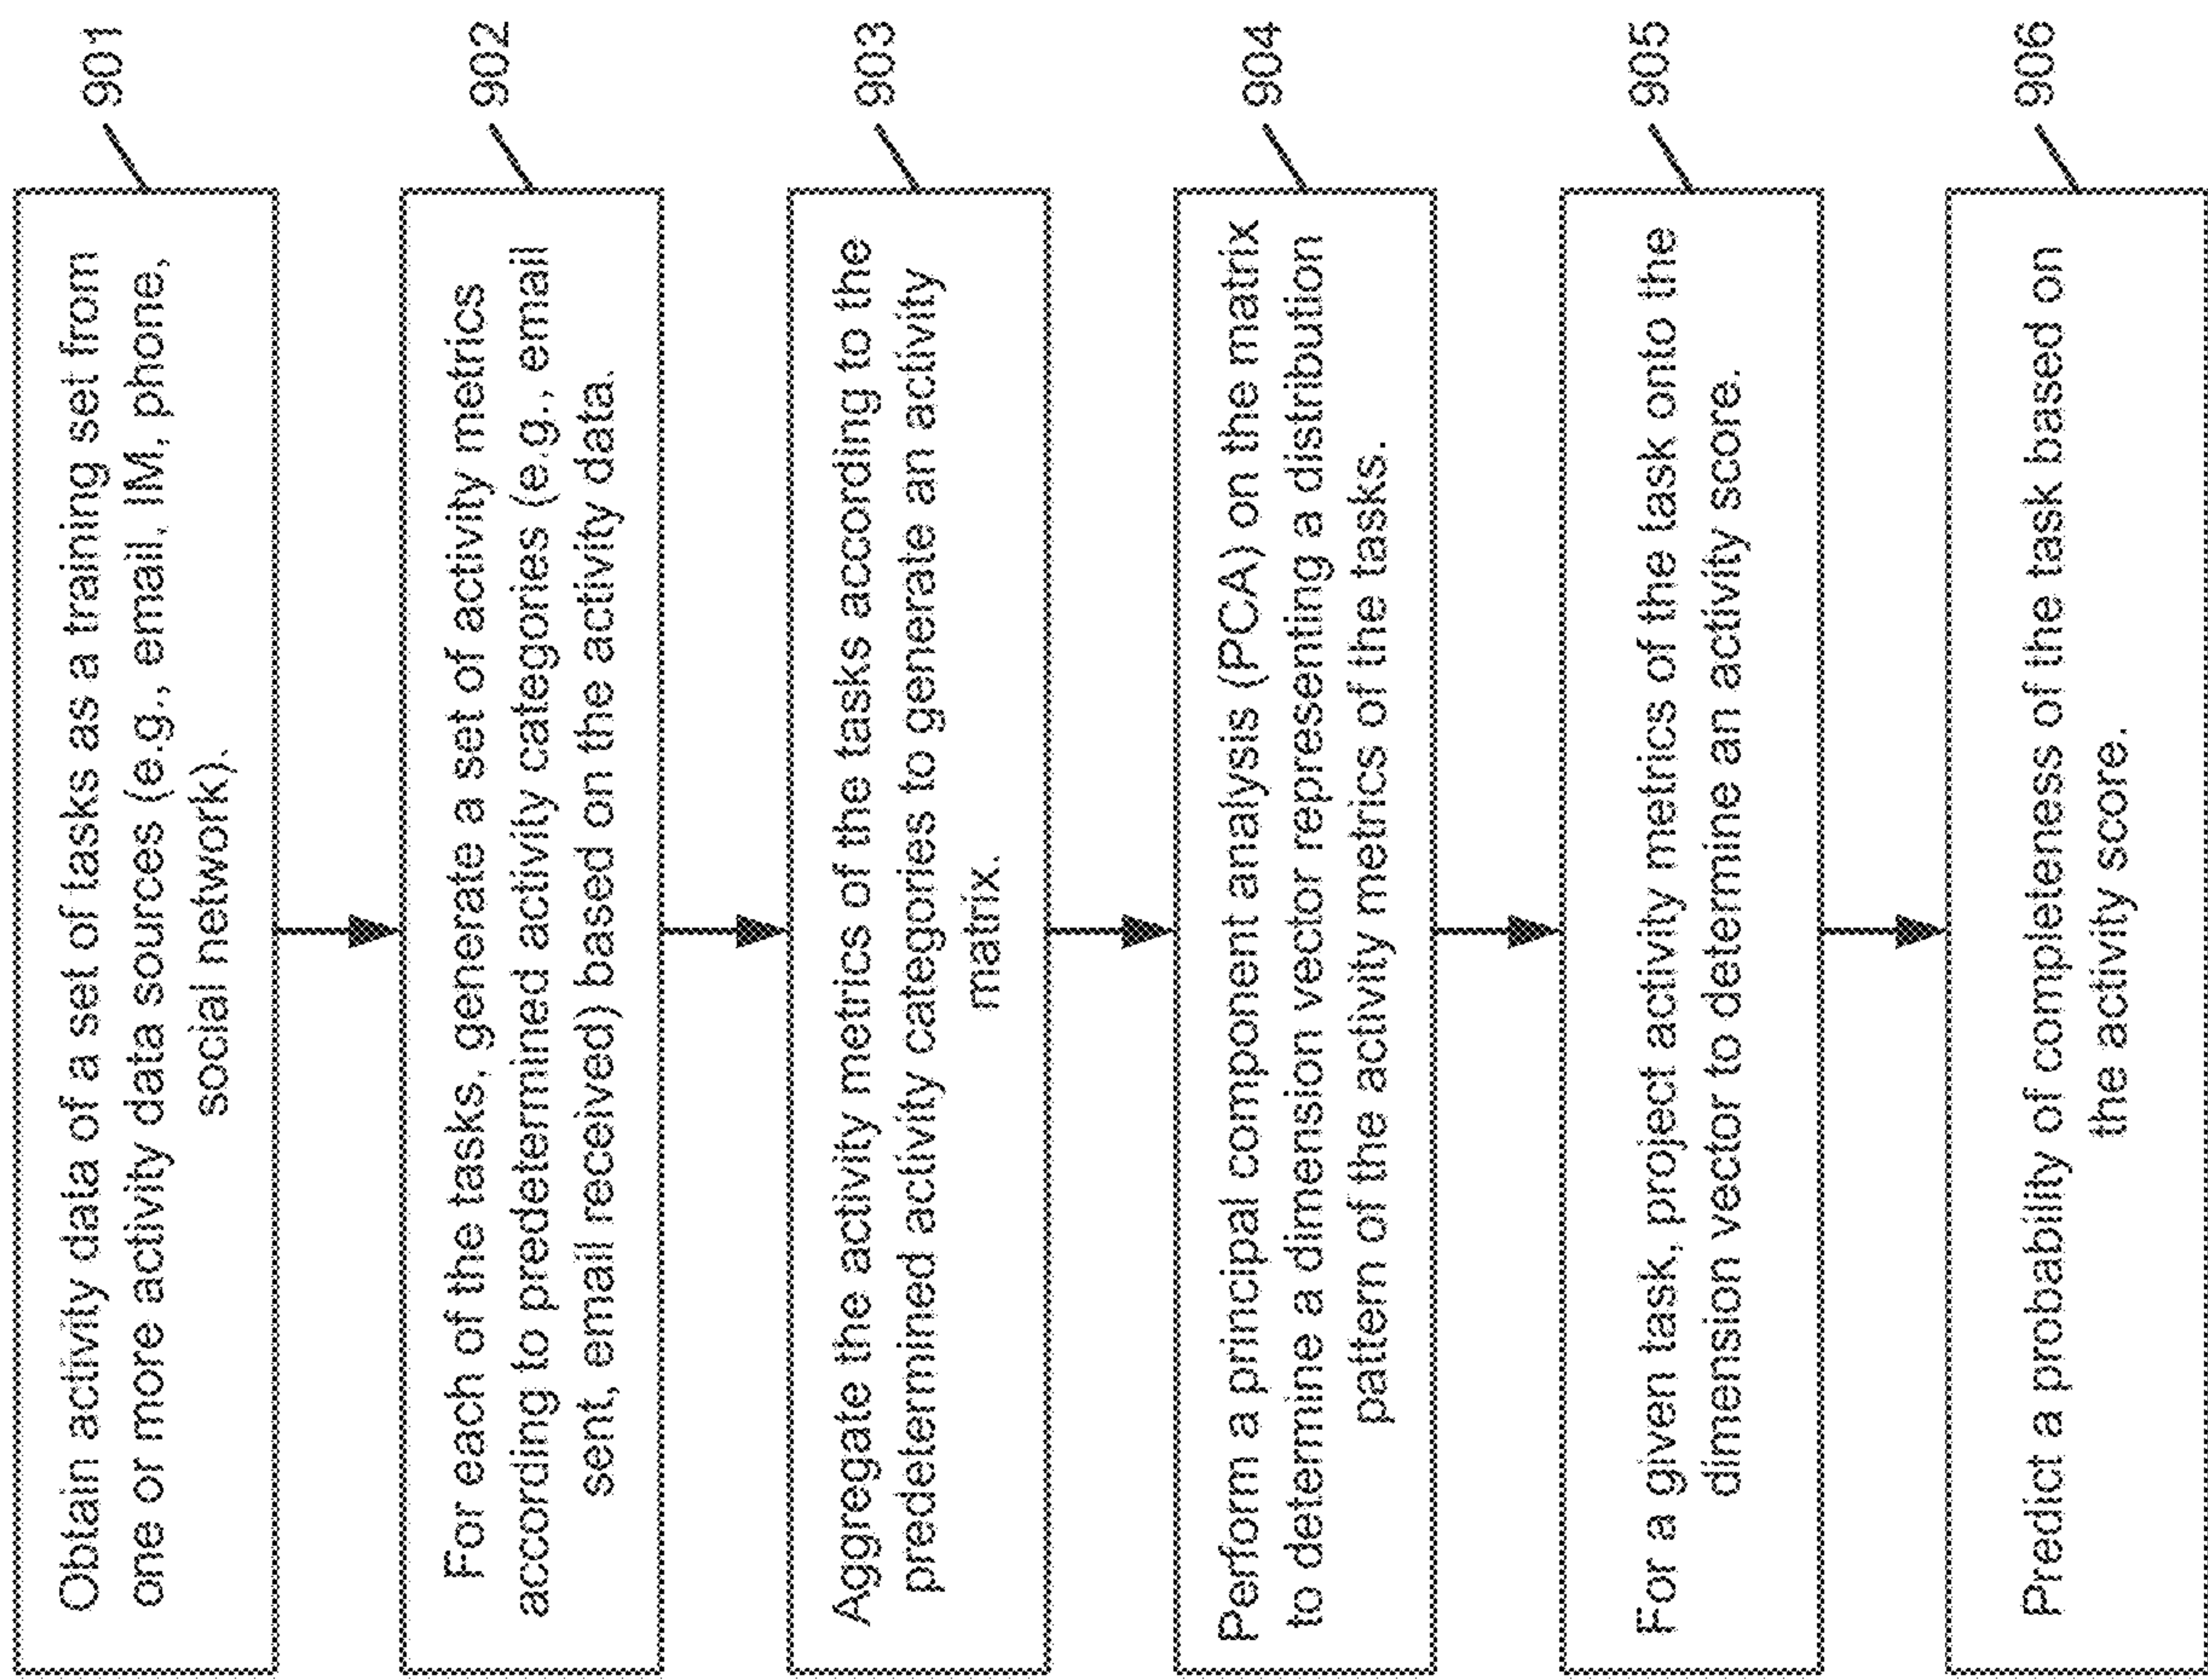 Obtain activity data of a set of tasks as a training set from
one or more activity data sources (e.g., email, IM, phone,
social network).
901
For each of the tasks, generate a set of activity metrics
according to predetermined activity categories (e.g., email
sent, email received) based on the activity data.
902
Aggregate the activity metrics of the tasks according to the
predetermined activity categories to generate an activity
matrix.
903
Perform a principal component analysis (PCA) on the matrix
to determine a dimension vector representing a distribution
pattern of the activity metrics of the tasks.
904
For a given task, project activity metrics of the task onto the
dimension vector to determine an activity score.
905
Predict a probability of completeness of the task based on
the activity score.
906